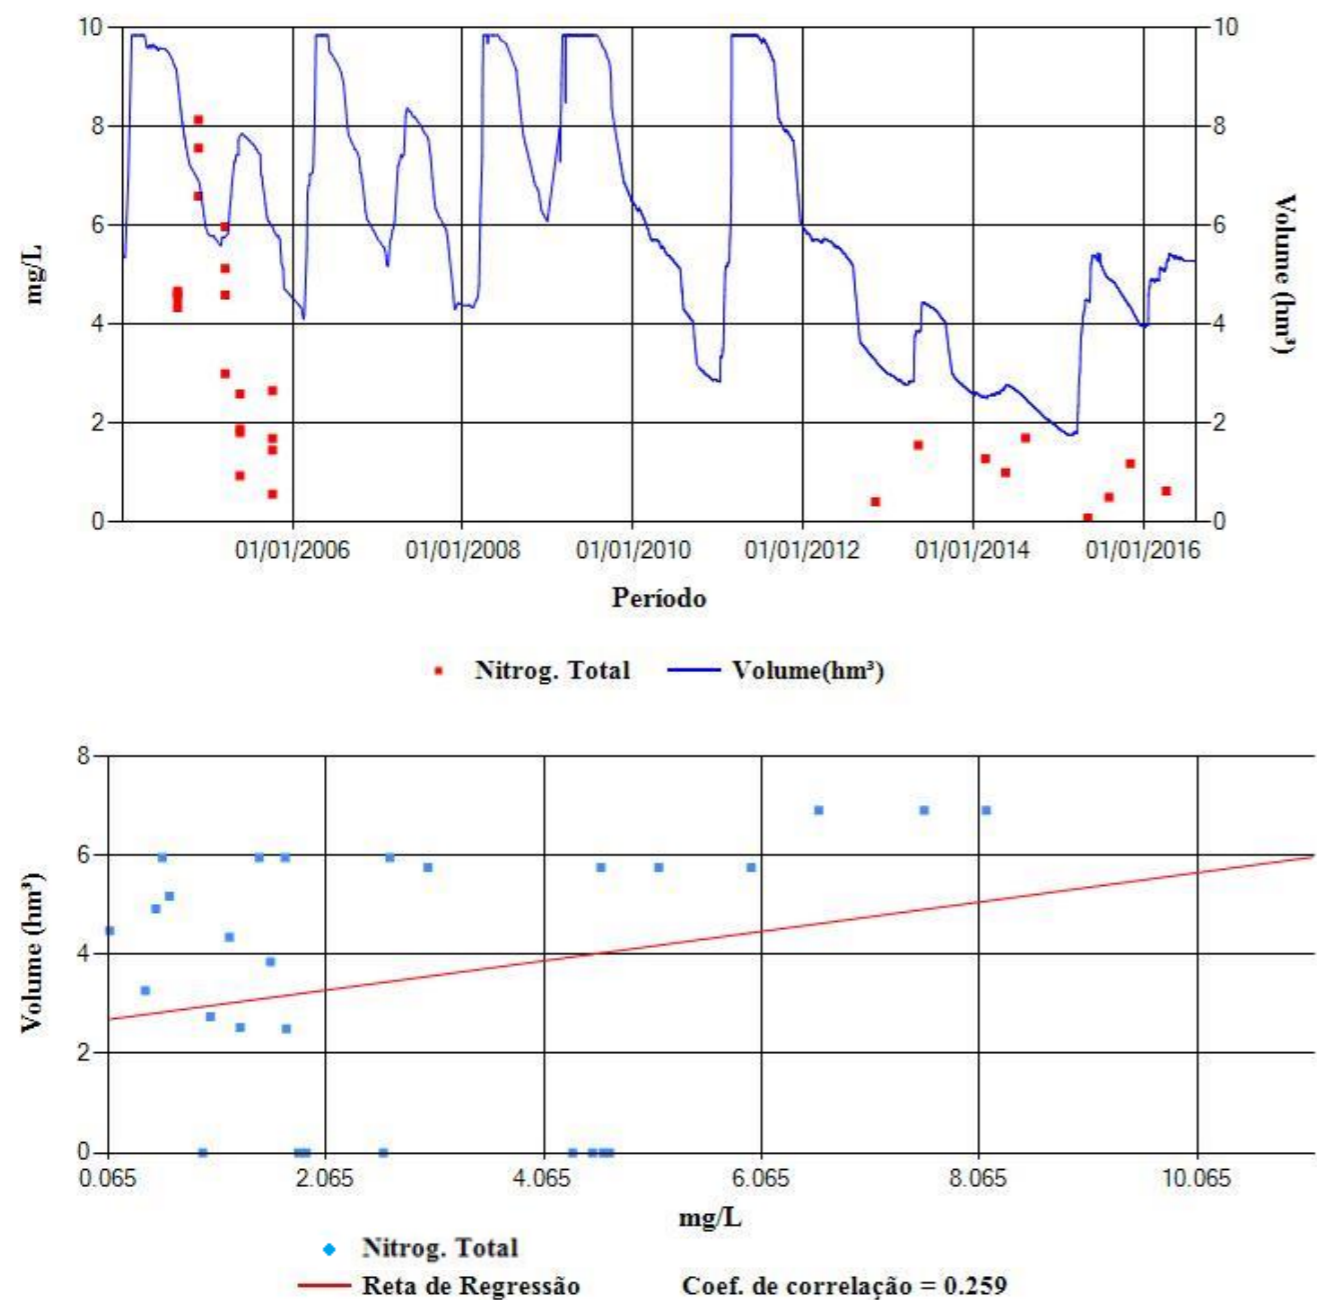 10 10
8 8
6 6
4 4
2 2
0 0
mg/L
Volume (hm³)
01/01/2006 01/01/2008 01/01/2010 01/01/2012 01/01/2014 01/01/2016
Período
Nitrog. Total Volume(hm³)
8
6
4
2
0
Volume (hm³)
0.065 2.065 4.065 6.065 8.065 10.065
mg/L
Nitrog. Total
Reta de Regressão Coef. de correlação = 0.259